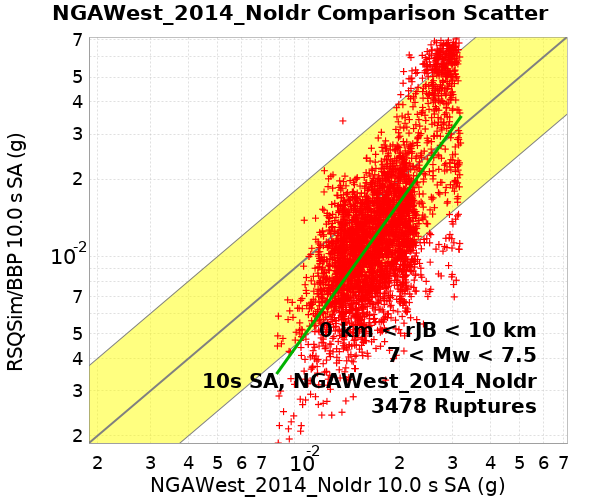 NGAWest_2014_NoIdr Comparison Scatter
RSQSim/BBP 10.0 s SA (g)
7
5
4
3
2
10^-2
7
5
4
3
2
0 km < rJB < 10 km
7 < Mw < 7.5
10s SA, NGAWest_2014_NoIdr
3478 Ruptures
2 3 4 5 6 7 10^-2 2 3 4 5 6 7
NGAWest_2014_NoIdr 10.0 s SA (g)